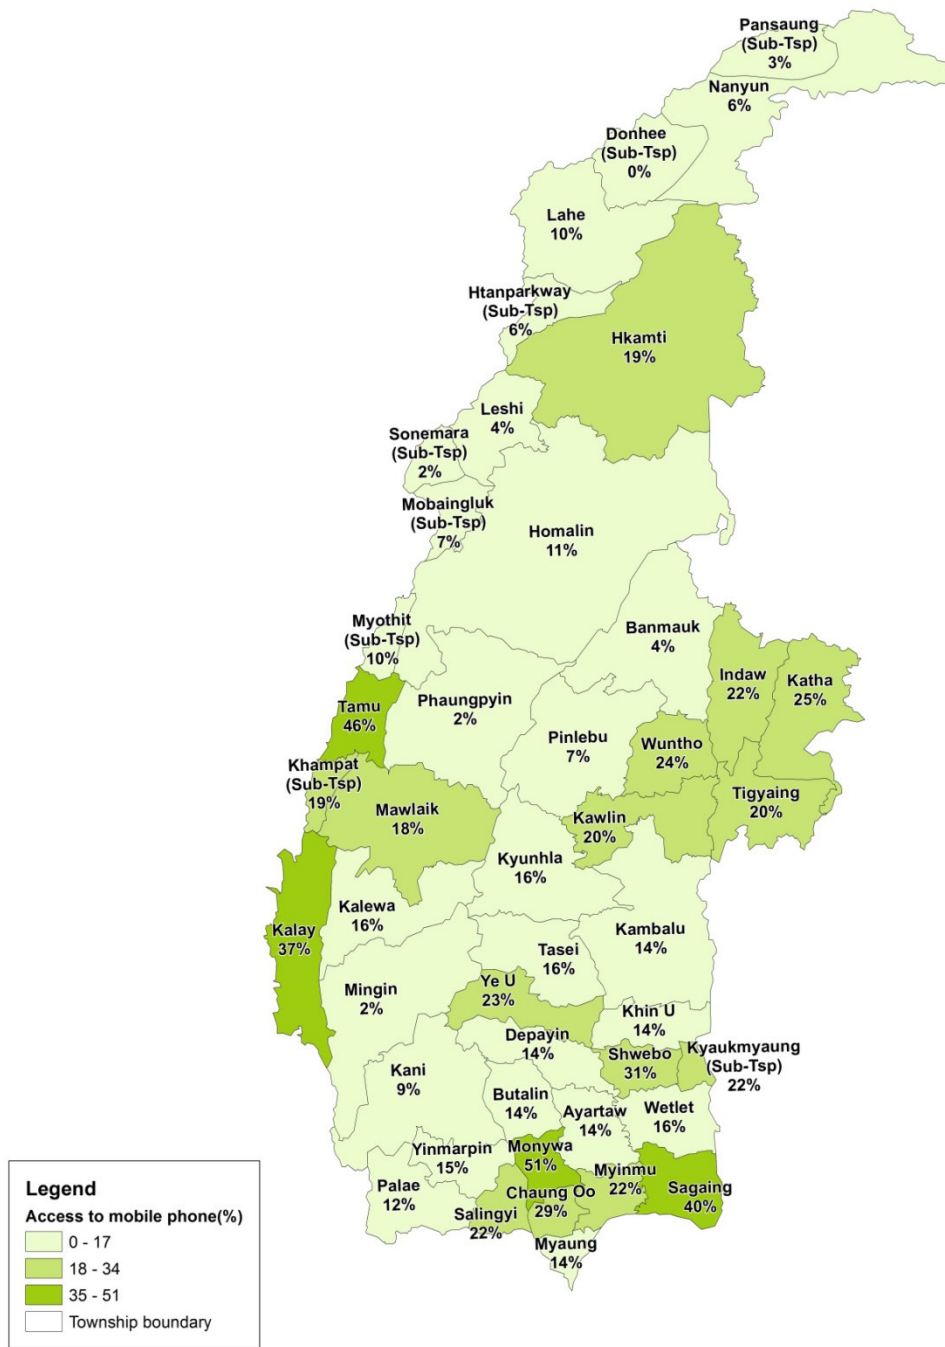 Pansaung
(Sub-Tsp)
3%
Nanyun
6%
Donhee
(Sub-Tsp)
0%
Lahe
10%
Htanparkway
(Sub-Tsp)
6%
Hkamti
19%
Leshi
4%
Sonemara
(Sub-Tsp)
2%
Mobaingluk
(Sub-Tsp)
7%
Homalin
11%
Myothit
(Sub-Tsp)
10%
Banmauk
4%
Indaw
22%
Katha
25%
Tamu
46%
Phaungpyin
2%
Pinlebu
7%
Wuntho
24%
Khampat
(Sub-Tsp)
19%
Mawlaik
18%
Kawlin
20%
Tigyaing
20%
Kyunhla
16%
Kalewa
16%
Kalay
37%
Kambalu
14%
Tasei
16%
Mingin
2%
Ye U
23%
Khin U
14%
Depayin
14%
Shwebo
31%
Kyaukmyaung
(Sub-Tsp)
22%
Kani
9%
Butalin
14%
Ayartaw
14%
Wetlet
16%
Yinmarpin
15%
Monywa
51%
Myinmu
22%
Sagaing
40%
Palae
12%
Salingyi
22%
Chaung Oo
29%
Myaung
14%
Legend
Access to mobile phone(%)
0 - 17
18 - 34
35 - 51
Township boundary